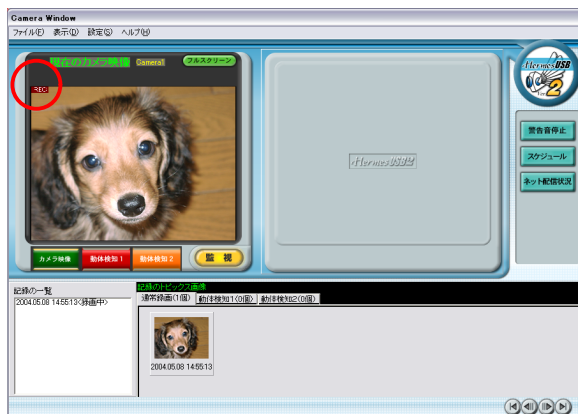 Camera Window
ファイル(F) 表示(D) 設定(S) ヘルプ(H)
現在のカメラ映像 Camera1 フルスクリーン
REC
カメラ映像 動体検知1 動体検知2 監 視
HermesUSB2
HermesUSB
Ver 2
警告音停止
スケジュール
ネット配信状況
記録の一覧
2004.05.08 14:55:13<録画中>
記録のトピックス画像
通常録画(1個) 動体検知1(0個) 動体検知2(0個)
2004.05.08 14:55:13